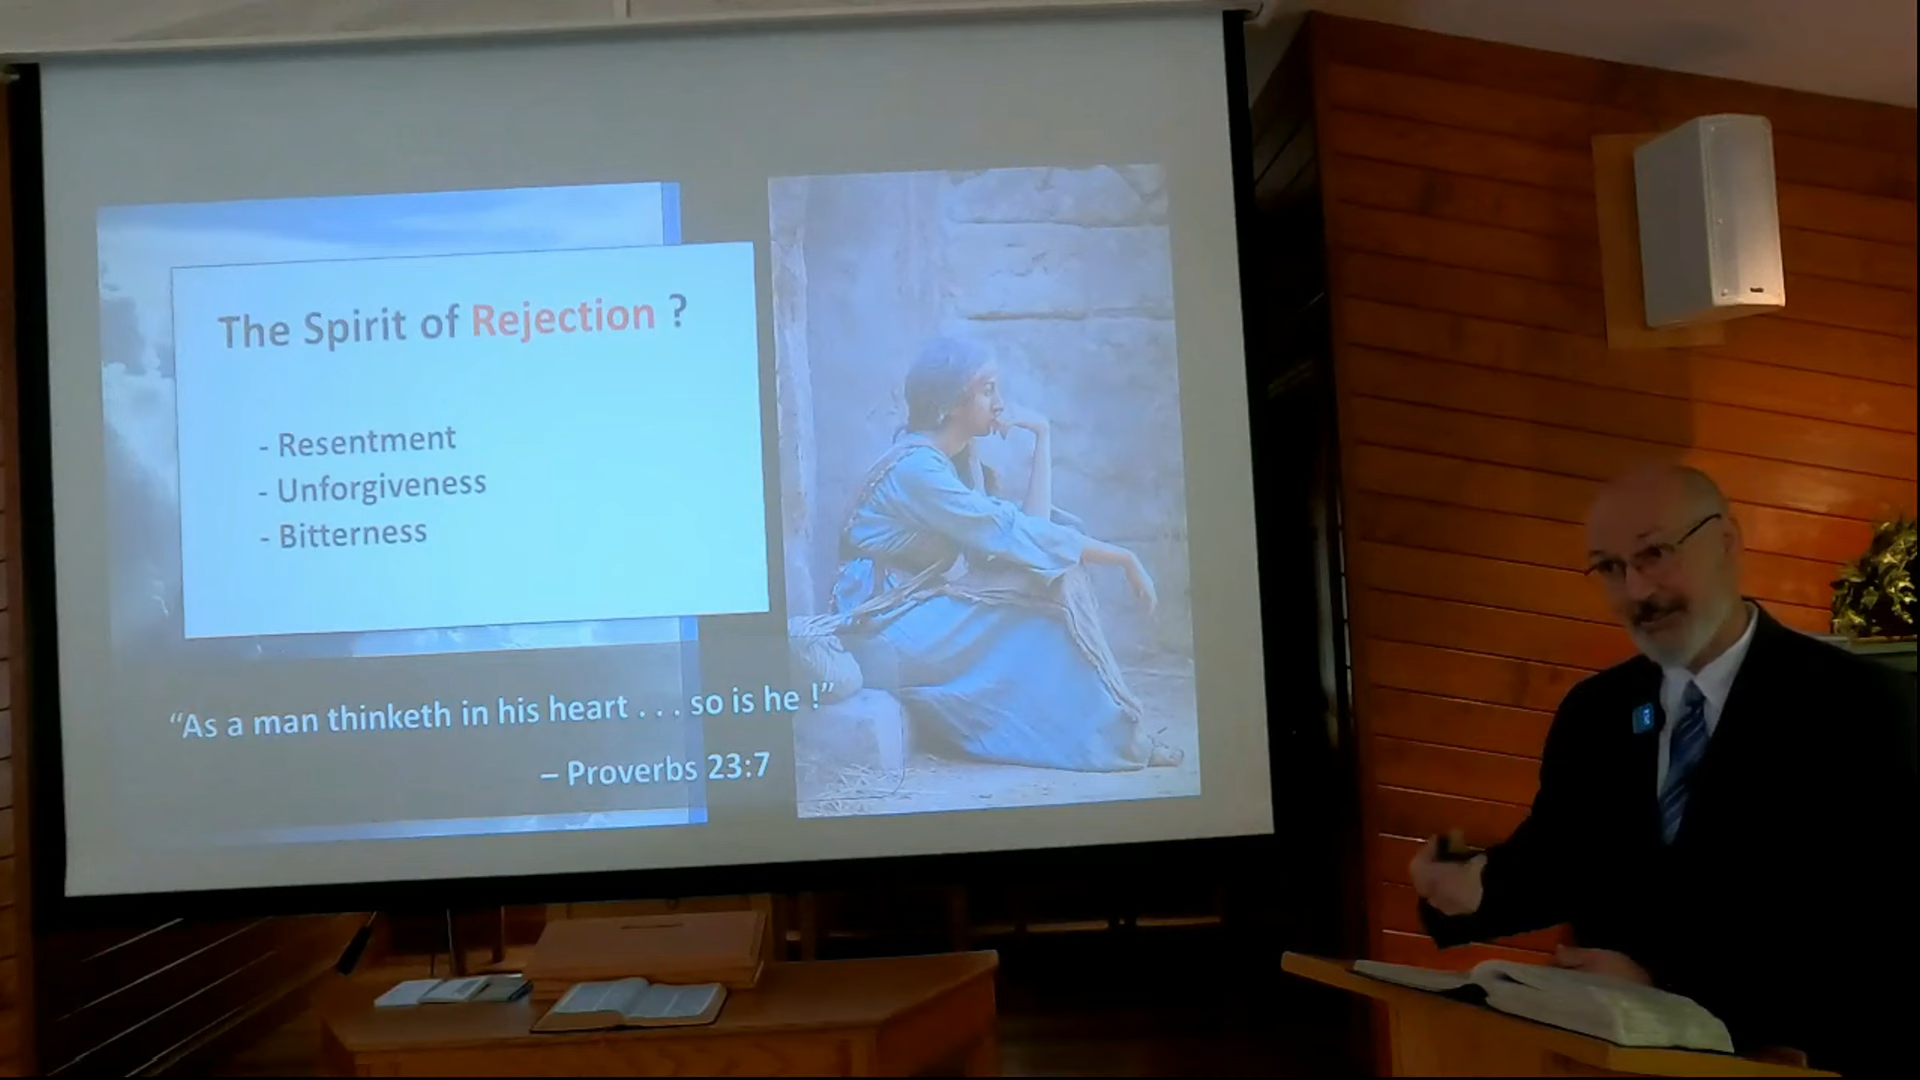 The Spirit of Rejection ?
- Resentment
- Unforgiveness
- Bitterness
“As a man thinketh in his heart . . . so is he !”
– Proverbs 23:7